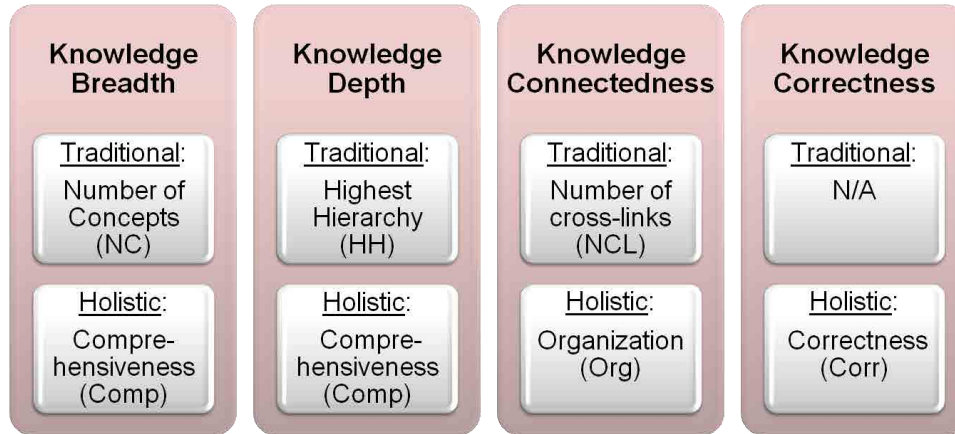 Knowledge
Breadth
Traditional:
Number of
Concepts
(NC)
Holistic:
Compre-
hensiveness
(Comp)
Knowledge
Depth
Traditional:
Highest
Hierarchy
(HH)
Holistic:
Compre-
hensiveness
(Comp)
Knowledge
Connectedness
Traditional:
Number of
cross-links
(NCL)
Holistic:
Organization
(Org)
Knowledge
Correctness
Traditional:
N/A
Holistic:
Correctness
(Corr)